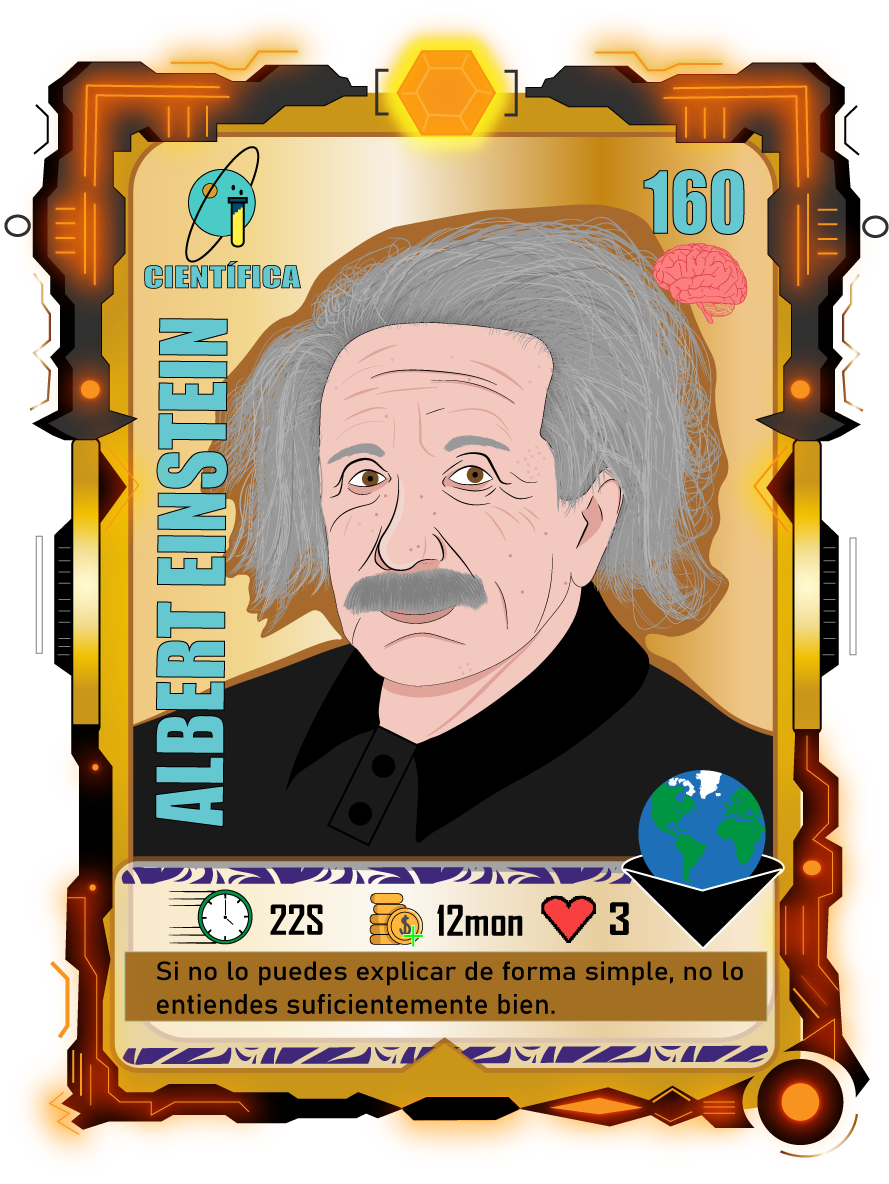 160
CIENTÍFICA
ALBERT EINSTEIN
22S 12mon 3
Si no lo puedes explicar de forma simple, no lo
entiendes suficientemente bien.